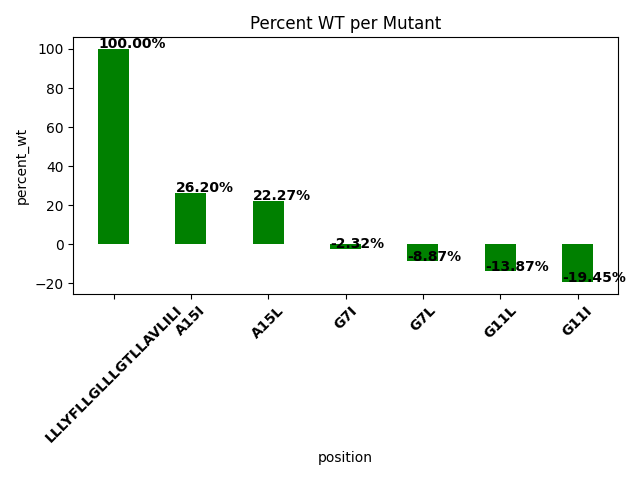 Percent WT per Mutant
percent_wt
100
80
60
40
20
0
−20
100.00%
26.20%
22.27%
-2.32%
-8.87%
-13.87%
-19.45%
LLLYFLLGLLLGTLLAVLILI
A15I
A15L
G7I
G7L
G11L
G11I
position